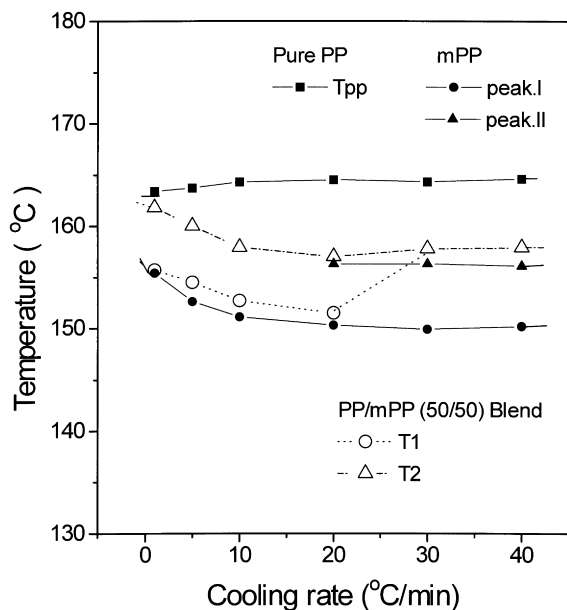 180
170
160
150
140
130
Temperature ( °C)
Pure PP
Tpp
mPP
peak.I
peak.II
PP/mPP (50/50) Blend
T1
T2
0
10
20
30
40
Cooling rate (°C/min)